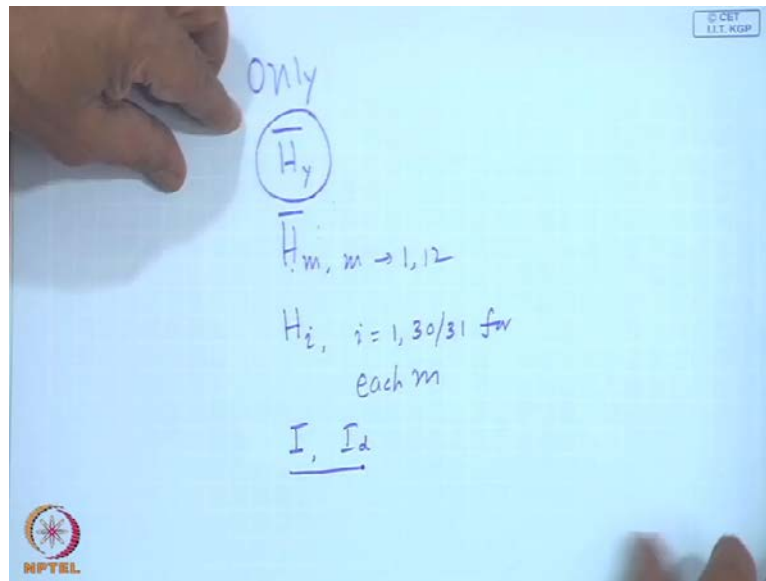 © CET
I.I.T. KGP
Only
H̅y
H̅m, m → 1, 12
Hi, i = 1, 30/31 for
each m
I, Id
NPTEL